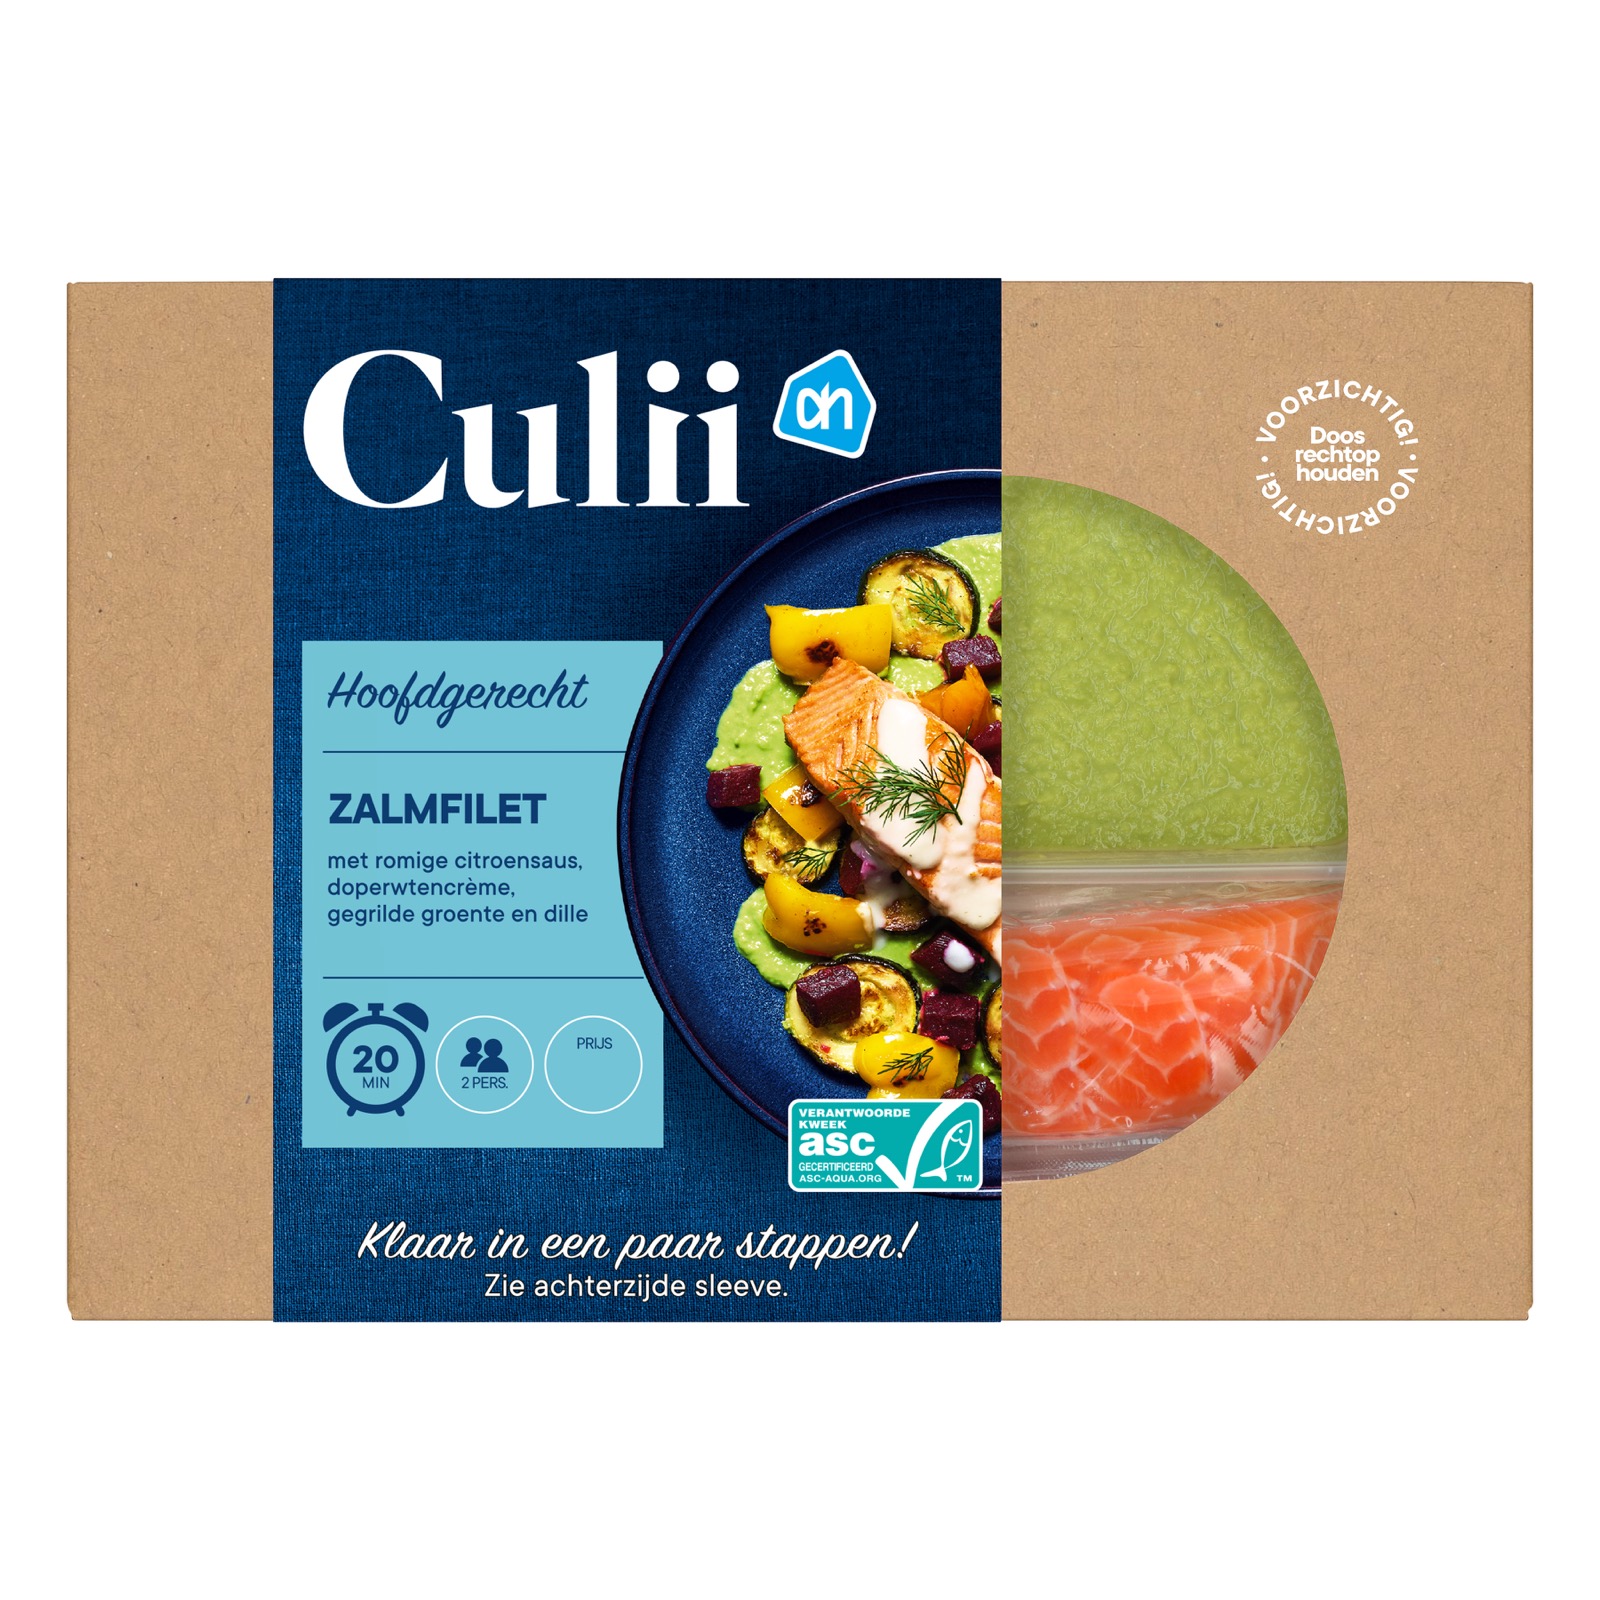 Culii
ah
VOORZICHTIG! • VOORZICHTIG! •
Doos
rechtop
houden
Hoofdgerecht
ZALMFILET
met romige citroensaus,
doperwtencrème,
gegrilde groente en dille
20
MIN
2 PERS.
PRIJS
VERANTWOORDE
KWEEK
asc
GECERTIFICEERD
ASC-AQUA.ORG
TM
Klaar in een paar stappen!
Zie achterzijde sleeve.